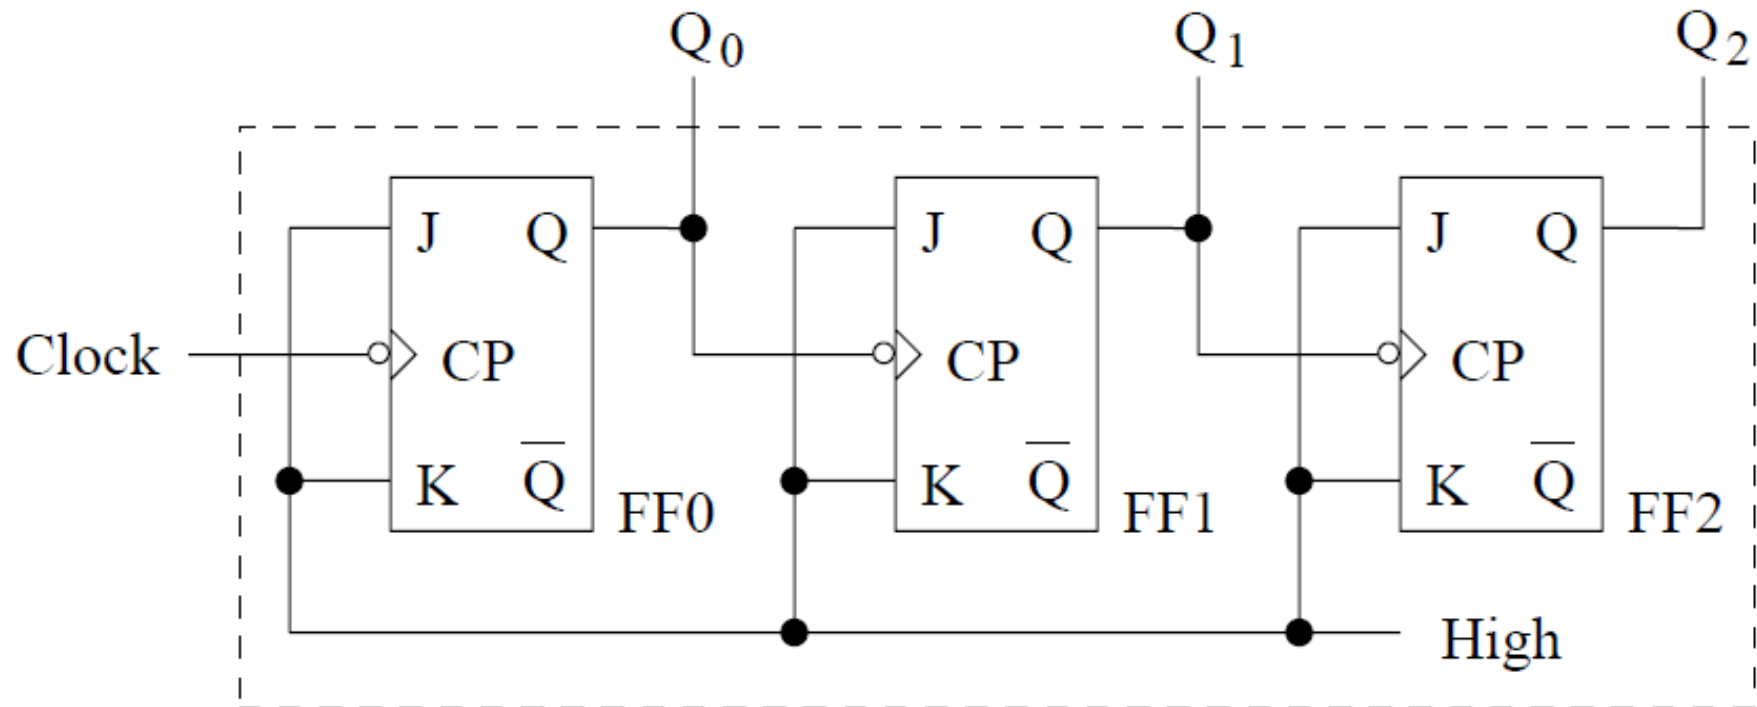 Q0 Q1 Q2
J Q J Q J Q
Clock CP CP CP
K Q̅ FF0 K Q̅ FF1 K Q̅ FF2
High